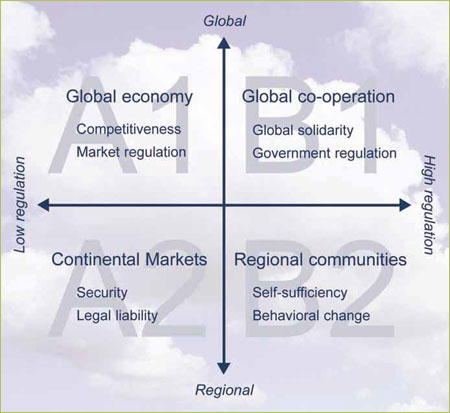 Global
A1
B1
Global economy
Competitiveness
Market regulation
Global co-operation
Global solidarity
Government regulation
Low regulation
High regulation
A2
B2
Continental Markets
Security
Legal liability
Regional communities
Self-sufficiency
Behavioral change
Regional